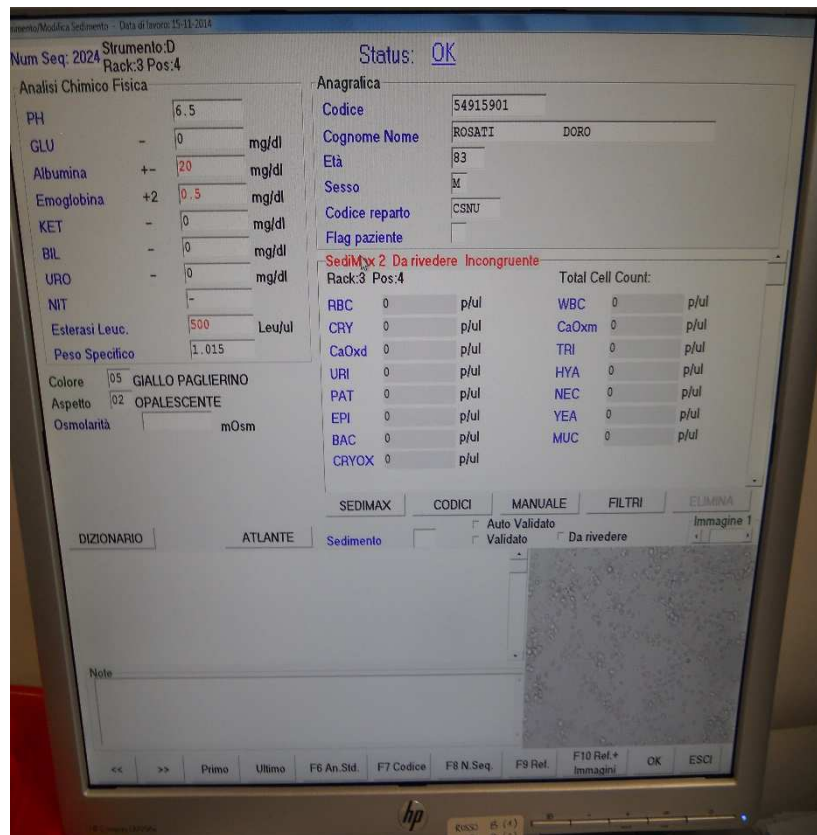 Data di lavoro: 15-11-2014
Num Seq: 2024 Strumento:D
Rack:3 Pos:4
Status: OK
Analisi Chimico Fisica
PH 6.5
GLU - 0 mg/dl
Albumina +- 20 mg/dl
Emoglobina +2 0.5 mg/dl
KET - 0 mg/dl
BIL - 0 mg/dl
URO - 0 mg/dl
NIT -
Esterasi Leuc. 500 Leu/ul
Peso Specifico 1.015
Colore 05 GIALLO PAGLIERINO
Aspetto 02 OPALESCENTE
Osmolarità mOsm
DIZIONARIO ATLANTE
Anagrafica
Codice 54915901
Cognome Nome ROSATI DORO
Età 83
Sesso M
Codice reparto CSNU
Flag paziente
SediMax 2 Da rivedere Incongruente
Rack:3 Pos:4 Total Cell Count:
RBC 0 p/ul WBC 0 p/ul
CRY 0 p/ul CaOxm 0 p/ul
CaOxd 0 p/ul TRI 0 p/ul
URI 0 p/ul HYA 0 p/ul
PAT 0 p/ul NEC 0 p/ul
EPI 0 p/ul YEA 0 p/ul
BAC 0 p/ul MUC 0 p/ul
CRYOX 0 p/ul
SEDIMAX CODICI MANUALE FILTRI ELIMINA
Auto Validato Immagine 1
Sedimento Validato Da rivedere
Note
<< >> Primo Ultimo F6 An.Std. F7 Codice F8 N.Seq. F9 Ref. F10 Ref.+ Immagini OK ESCI
hp